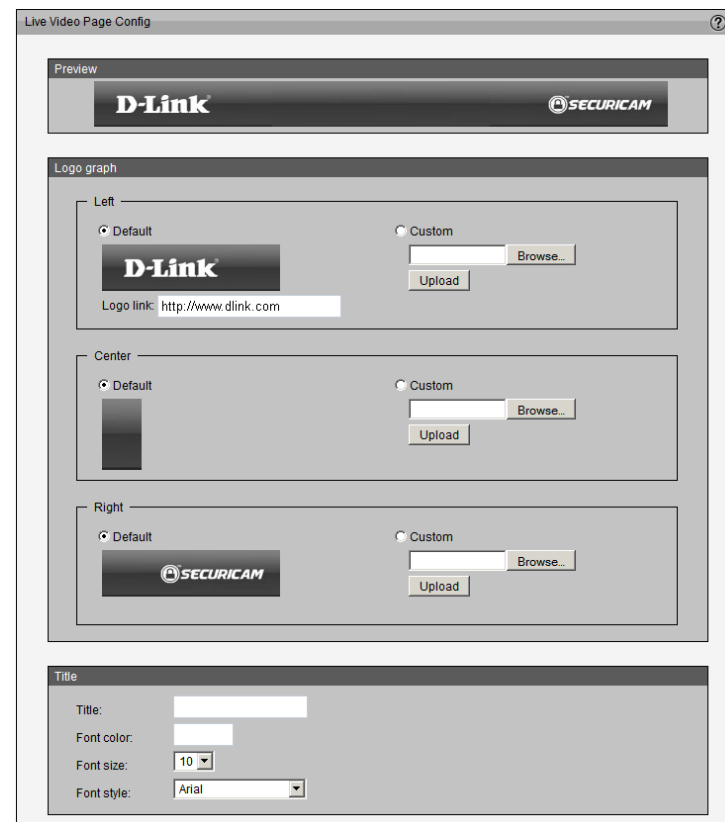 Live Video Page Config ?
Preview
D-Link SECURICAM
Logo graph
Left
Default Custom
D-Link
Browse...
Upload
Logo link: http://www.dlink.com
Center
Default Custom
Browse...
Upload
Right
Default Custom
SECURICAM
Browse...
Upload
Title
Title:
Font color:
Font size: 10
Font style: Arial